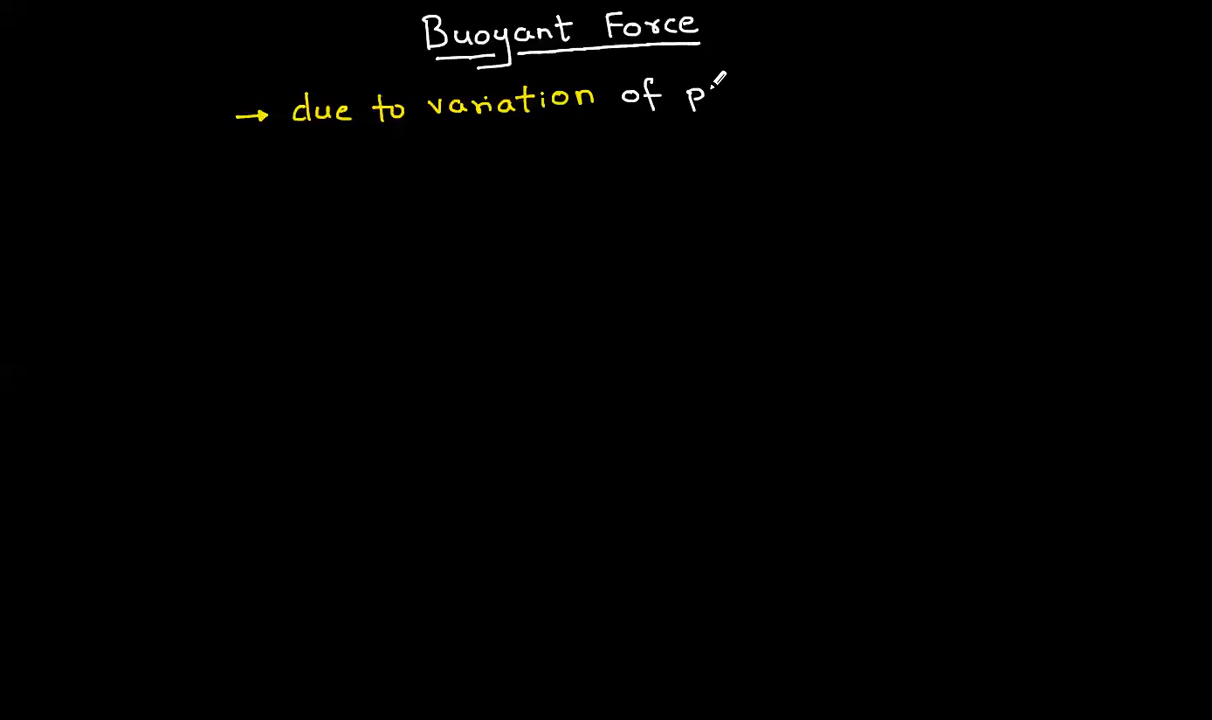 Buoyant Force
→ due to variation of p